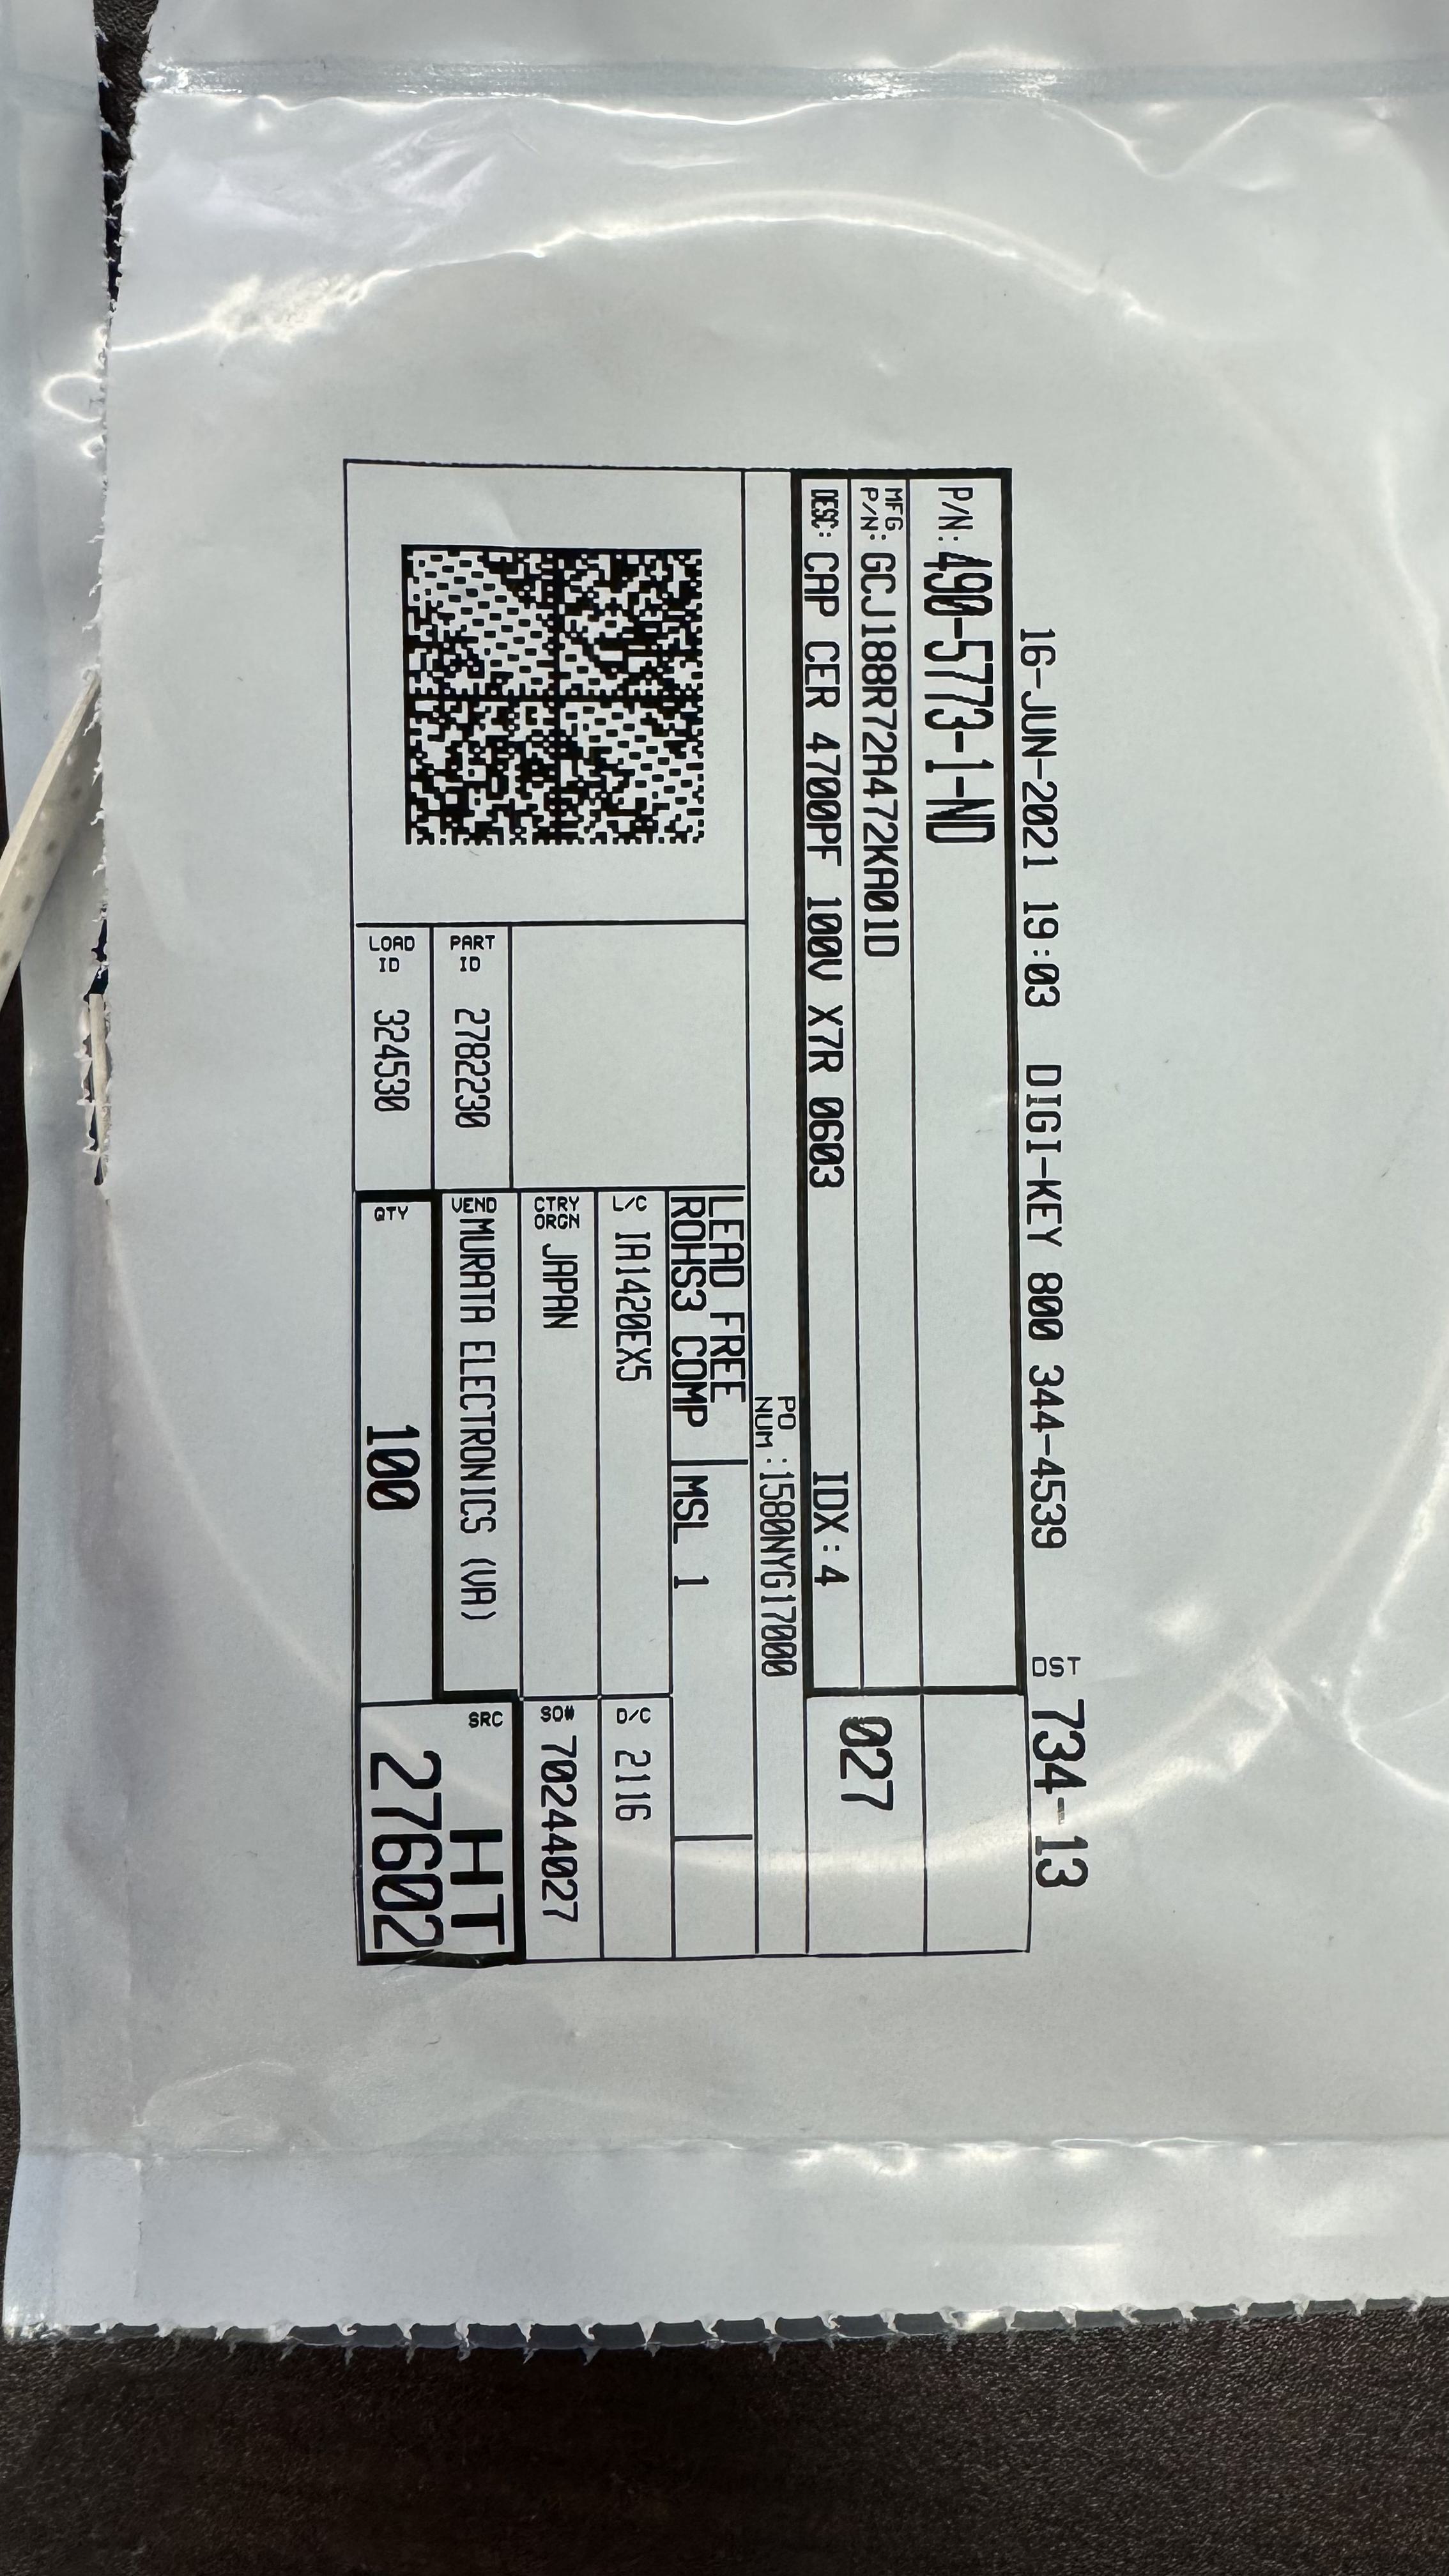 16-JUN-2021 19:03 DIGI-KEY 800 344-4539 DST 734-13
P/N: 490-5773-1-ND
MFG P/N: GCJ188R72A472KA01D
027
DESC: CAP CER 4700PF 100V X7R 0603 IDX: 4
PO NUM :1580NYG17000
LEAD FREE
ROHS3 COMP MSL 1
L/C IA1420EX5 D/C 2116
CTRY ORGN JAPAN SO# 70244027
PART ID 2782230 VEND MURATA ELECTRONICS (VA) SRC HT
LOAD ID 324530 QTY 100 27602